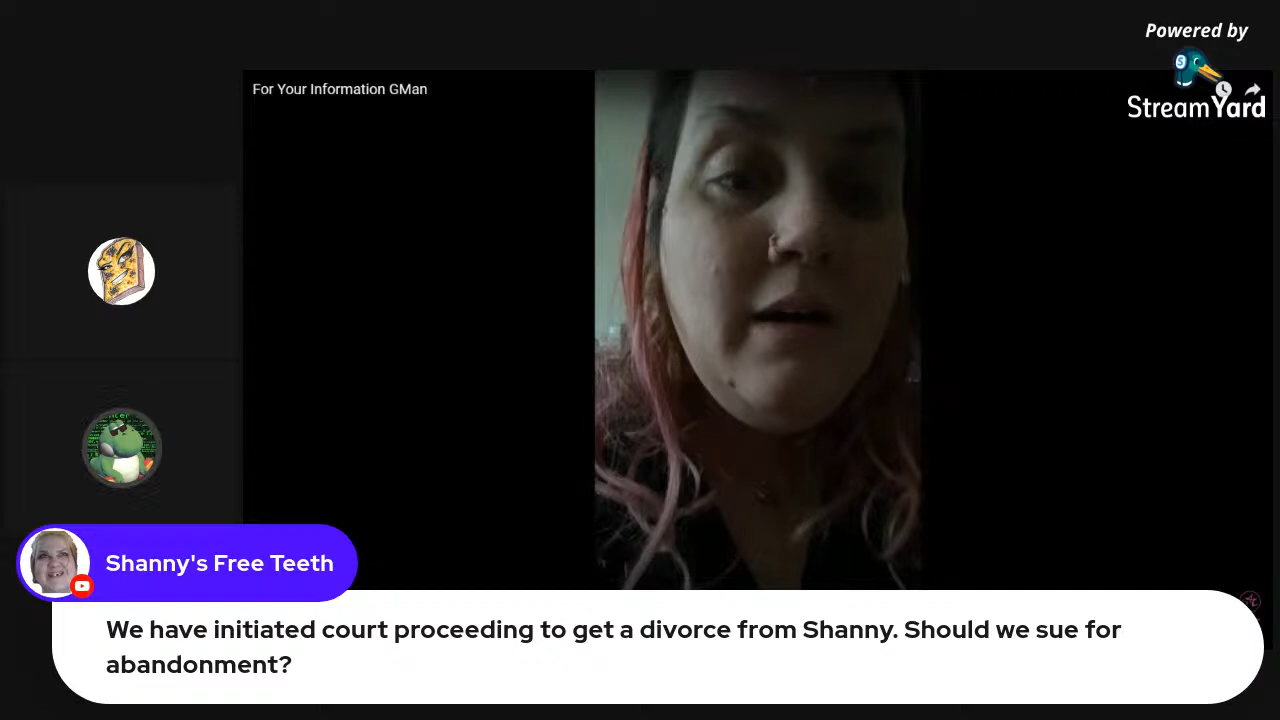 Powered by
For Your Information GMan
StreamYard
Shanny's Free Teeth
We have initiated court proceeding to get a divorce from Shanny. Should we sue for
abandonment?